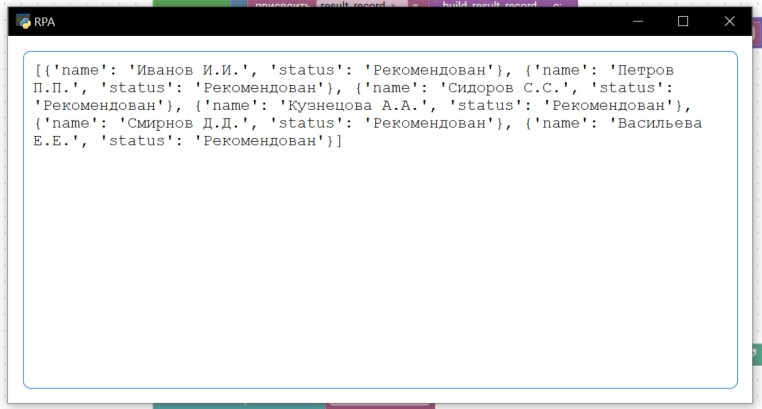 присвоить result_record = build_result_record c:
RPA
[{'name': 'Иванов И.И.', 'status': 'Рекомендован'}, {'name': 'Петров
П.П.', 'status': 'Рекомендован'}, {'name': 'Сидоров С.С.', 'status':
'Рекомендован'}, {'name': 'Кузнецова А.А.', 'status': 'Рекомендован'},
{'name': 'Смирнов Д.Д.', 'status': 'Рекомендован'}, {'name': 'Васильева
Е.Е.', 'status': 'Рекомендован'}]